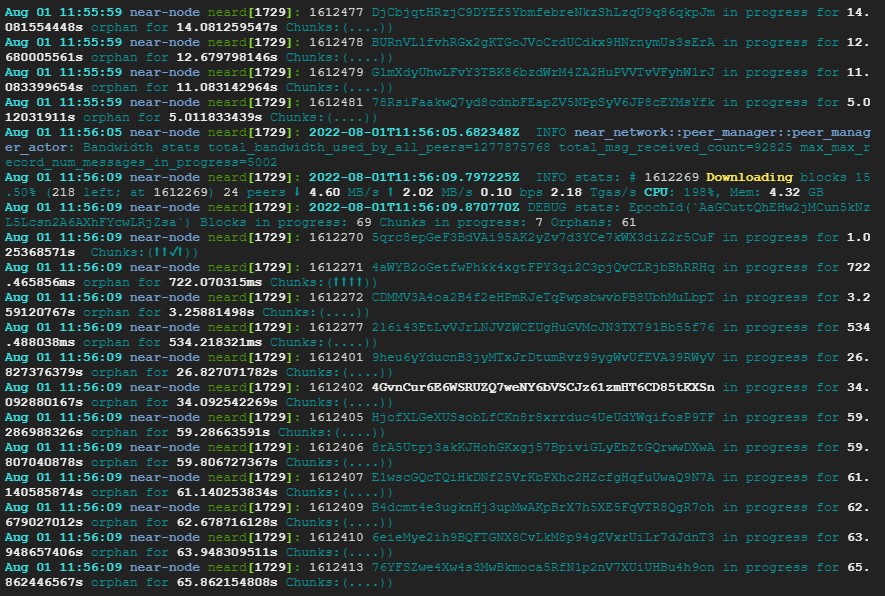 Aug 01 11:55:59 near-node neard[1729]: 1612477 DjCbjqtHRzjC9DYEf5YbmfebreNkzShLzqU9q86qkpJm in progress for 14.
081554448s orphan for 14.081259547s Chunks:(....))
Aug 01 11:55:59 near-node neard[1729]: 1612478 BURnVL1fvhRGx2gKTGoJVoCrdUCdkx9HNrnymUs3sErA in progress for 12.
680005561s orphan for 12.679798146s Chunks:(....))
Aug 01 11:55:59 near-node neard[1729]: 1612479 G1mXdyUhwLFvY3TBK86bzdWrM4ZA2HuPVVTvVFyhW1rJ in progress for 11.
083399654s orphan for 11.083142964s Chunks:(....))
Aug 01 11:55:59 near-node neard[1729]: 1612481 78RsiFaakwQ7yd8cdnbFEapZV5NPpSyV6JP8cEYMsYfk in progress for 5.0
12031911s orphan for 5.011833439s Chunks:(....))
Aug 01 11:56:05 near-node neard[1729]: 2022-08-01T11:56:05.682348Z  INFO near_network::peer_manager::peer_manag
er_actor: Bandwidth stats total_bandwidth_used_by_all_peers=1277875768 total_msg_received_count=92825 max_max_r
ecord_num_messages_in_progress=5002
Aug 01 11:56:09 near-node neard[1729]: 2022-08-01T11:56:09.797225Z  INFO stats: # 1612269 Downloading blocks 15
.50% (218 left; at 1612269) 24 peers ⬇ 4.60 MB/s ⬆ 2.02 MB/s 0.10 bps 2.18 Tgas/s CPU: 198%, Mem: 4.32 GB
Aug 01 11:56:09 near-node neard[1729]: 2022-08-01T11:56:09.870770Z DEBUG stats: EpochId(`AaGCuttQhEHw2jMCun5kNz
L5Lcsn2A6AXhFYcwLRjZsa`) Blocks in progress: 69 Chunks in progress: 7 Orphans: 61
Aug 01 11:56:09 near-node neard[1729]: 1612270 5qrc8epGeF3BdVAi95AK2yZv7d3YCe7kWX3diZ2r5CuF in progress for 1.0
25368571s  Chunks:(⬆⬆✓⬆))
Aug 01 11:56:09 near-node neard[1729]: 1612271 4aWYB2oGetfwPhkk4xgtFPY3qi2C3pjQvCLRjbBhRRHq in progress for 722
.465856ms orphan for 722.070315ms Chunks:(⬆⬆⬆⬆))
Aug 01 11:56:09 near-node neard[1729]: 1612272 CDMMV3A4oa2B4f2eHPmRJeTqPwpsbwvbPB8UbhMuLbpT in progress for 3.2
59120767s orphan for 3.25881498s Chunks:(....))
Aug 01 11:56:09 near-node neard[1729]: 1612277 216i43EtLvVJrLNJVZWCEUgHuGVMcJN3TX791Bb55f76 in progress for 534
.488038ms orphan for 534.218321ms Chunks:(....))
Aug 01 11:56:09 near-node neard[1729]: 1612401 9heu6yYducnB3jyMTxJrDtumRvz99ygWvUfEVA39RWyV in progress for 26.
827376379s orphan for 26.827071782s Chunks:(....))
Aug 01 11:56:09 near-node neard[1729]: 1612402 4GvnCur6E6WSRUZQ7weNY6bVSCJz61zmHT6CD85tKXSn in progress for 34.
092880167s orphan for 34.092542269s Chunks:(....))
Aug 01 11:56:09 near-node neard[1729]: 1612405 HjofXLGeXUSsobLfCKn8r8xrrduc4UeUdYWqifosP9TF in progress for 59.
286988326s orphan for 59.28663591s Chunks:(....))
Aug 01 11:56:09 near-node neard[1729]: 1612406 8rA5Utpj3akKJHohGKxgj57BpiviGLyEbZtGQrwwDXwA in progress for 59.
807040878s orphan for 59.806727367s Chunks:(....))
Aug 01 11:56:09 near-node neard[1729]: 1612407 E1wscGQcTQiHkDNfZ5VrKbPXhc2HZcfgHqfuUwaQ9N7A in progress for 61.
140585874s orphan for 61.140253834s Chunks:(....))
Aug 01 11:56:09 near-node neard[1729]: 1612409 B4dcmt4e3ugknHj3upMwAKpBrX7h5XE5FqVTR8QgR7oh in progress for 62.
679027012s orphan for 62.678716128s Chunks:(....))
Aug 01 11:56:09 near-node neard[1729]: 1612410 6eieMye2ih9BQFTGNX8CvLkM8p94gZVxrUiLr7dJdnT3 in progress for 63.
948657406s orphan for 63.948309511s Chunks:(....))
Aug 01 11:56:09 near-node neard[1729]: 1612413 76YFSZwe4Xw4s3MwBkmoca5RfN1p2nV7XUiUHBu4h9on in progress for 65.
862446567s orphan for 65.862154808s Chunks:(....))